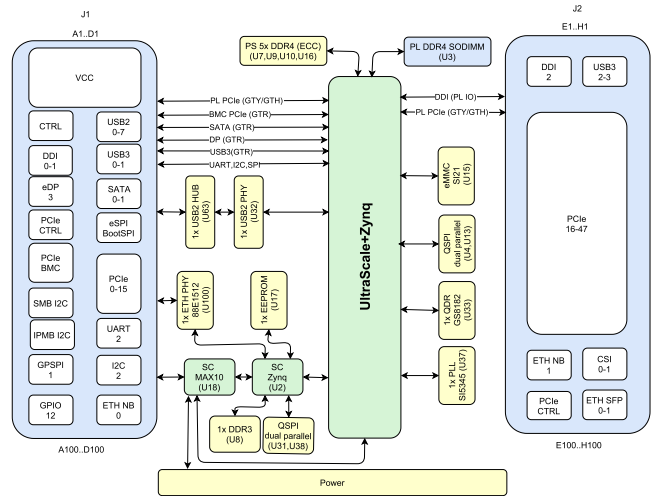 J1
A1..D1
VCC
CTRL
USB2
0-7
DDI
0-1
USB3
0-1
eDP
3
SATA
0-1
PCIe
CTRL
eSPI
BootSPI
PCIe
BMC
PCIe
0-15
SMB I2C
IPMB I2C
UART
2
GPSPI
1
I2C
2
GPIO
12
ETH NB
0
A100..D100
PS 5x DDR4 (ECC)
(U7,U9,U10,U16)
PL DDR4 SODIMM
(U3)
PL PCIe (GTY/GTH)
BMC PCIe (GTR)
SATA (GTR)
DP (GTR)
USB3(GTR)
UART,I2C,SPI
1x USB2 HUB
(U63)
1x USB2 PHY
(U32)
1x ETH PHY
88E1512
(U100)
1x EEPROM
(U17)
SC
MAX10
(U18)
SC
Zynq
(U2)
1x DDR3
(U8)
QSPI
dual parallel
(U31,U38)
UltraScale+Zynq
DDI (PL IO)
PL PCIe (GTY/GTH)
eMMC
SI21
(U15)
QSPI
dual parallel
(U4,U13)
1x QDR
GS8182
(U33)
1x PLL
SI5345 (U37)
Power
J2
E1..H1
DDI
2
USB3
2-3
PCIe
16-47
ETH NB
1
CSI
0-1
PCIe
CTRL
ETH SFP
0-1
E100..H100